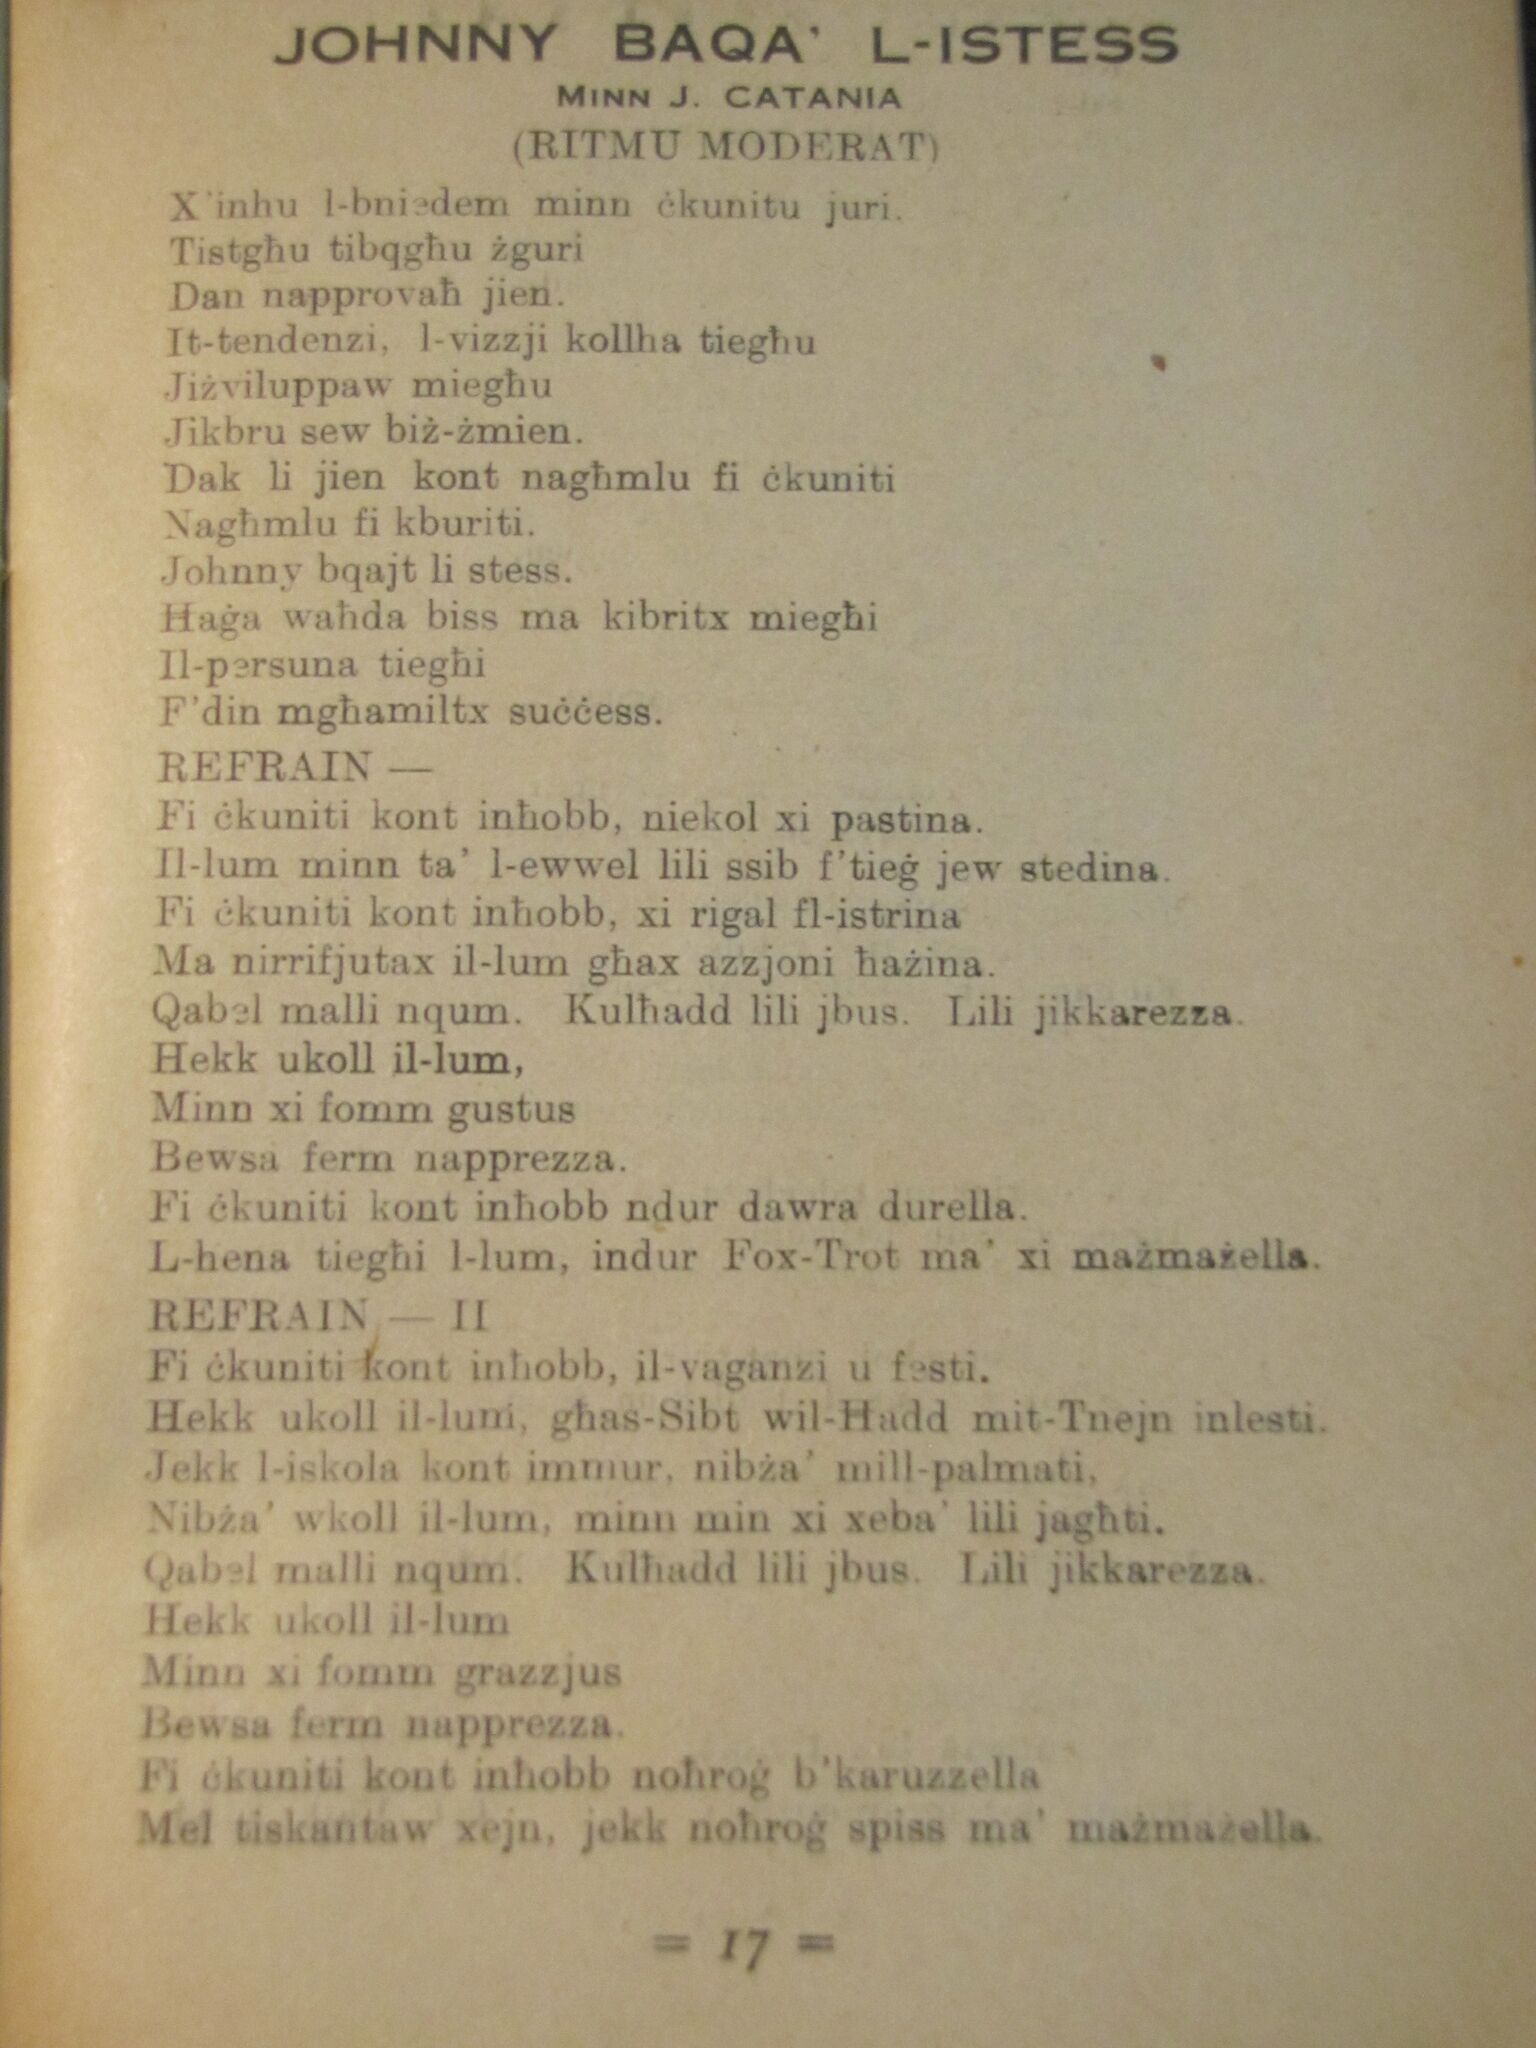 JOHNNY BAQA' L-ISTESS
MINN J. CATANIA
(RITMU MODERAT)
X'inhu l-bniedem minn ċkunitu juri.
Tistgħu tibqgħu żguri
Dan napprovaħ jien.
It-tendenzi, l-vizzji kollha tiegħu
Jiżviluppaw miegħu
Jikbru sew biż-żmien.
Dak li jien kont nagħmlu fi ċkuniti
Nagħmlu fi kburiti.
Johnny bqajt li stess.
Ħaġa waħda biss ma kibritx miegħi
Il-persuna tiegħi
F'din mgħamiltx suċċess.
REFRAIN —
Fi ċkuniti kont inħobb, niekol xi pastina.
Il-lum minn ta' l-ewwel lili ssib f'tieġ jew stedina.
Fi ċkuniti kont inħobb, xi rigal fl-istrina
Ma nirrifjutax il-lum għax azzjoni ħażina.
Qabel malli nqum. Kulħadd lili jbus. Lili jikkarezza.
Hekk ukoll il-lum,
Minn xi fomm gustus
Bewsa ferm napprezza.
Fi ċkuniti kont inħobb ndur dawra durella.
L-hena tiegħi l-lum, indur Fox-Trot ma' xi mażmażella.
REFRAIN — II
Fi ċkuniti kont inħobb, il-vaganzi u festi.
Hekk ukoll il-lum, għas-Sibt wil-Ħadd mit-Tnejn inlesti.
Jekk l-iskola kont immur, nibża' mill-palmati,
Nibża' wkoll il-lum, minn min xi xeba' lili jagħti.
Qabel malli nqum. Kulħadd lili jbus. Lili jikkarezza.
Hekk ukoll il-lum
Minn xi fomm grazzjus
Bewsa ferm napprezza.
Fi ċkuniti kont inħobb noħroġ b'karuzzella
Mel tiskantaw xejn, jekk noħroġ spiss ma' mażmażella.
= 17 =